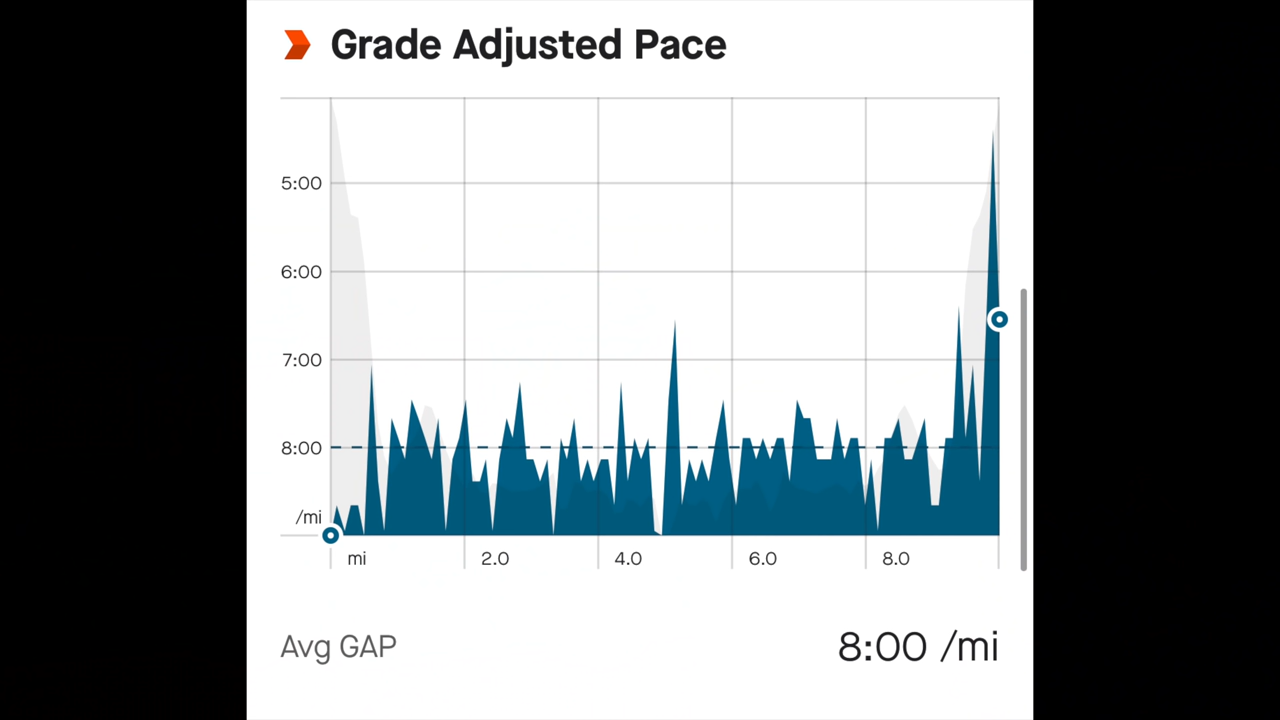 Grade Adjusted Pace
5:00
6:00
7:00
8:00
/mi
mi 2.0 4.0 6.0 8.0
Avg GAP 8:00 /mi